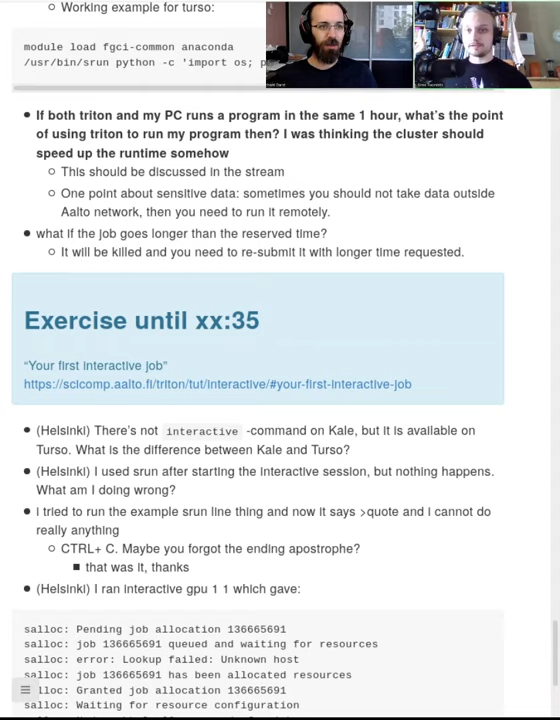 Working example for turso:
module load fgci-common anaconda
/usr/bin/srun python -c 'import os; p
If both triton and my PC runs a program in the same 1 hour, what's the point
of using triton to run my program then? I was thinking the cluster should
speed up the runtime somehow
This should be discussed in the stream
One point about sensitive data: sometimes you should not take data outside
Aalto network, then you need to run it remotely.
what if the job goes longer than the reserved time?
It will be killed and you need to re-submit it with longer time requested.
Exercise until xx:35
“Your first interactive job”
https://scicomp.aalto.fi/triton/tut/interactive/#your-first-interactive-job
(Helsinki) There's not interactive -command on Kale, but it is available on
Turso. What is the difference between Kale and Turso?
(Helsinki) I used srun after starting the interactive session, but nothing happens.
What am I doing wrong?
i tried to run the example srun line thing and now it says >quote and i cannot do
really anything
CTRL+ C. Maybe you forgot the ending apostrophe?
that was it, thanks
(Helsinki) I ran interactive gpu 1 1 which gave:
salloc: Pending job allocation 136665691
salloc: job 136665691 queued and waiting for resources
salloc: error: Lookup failed: Unknown host
salloc: job 136665691 has been allocated resources
salloc: Granted job allocation 136665691
salloc: Waiting for resource configuration